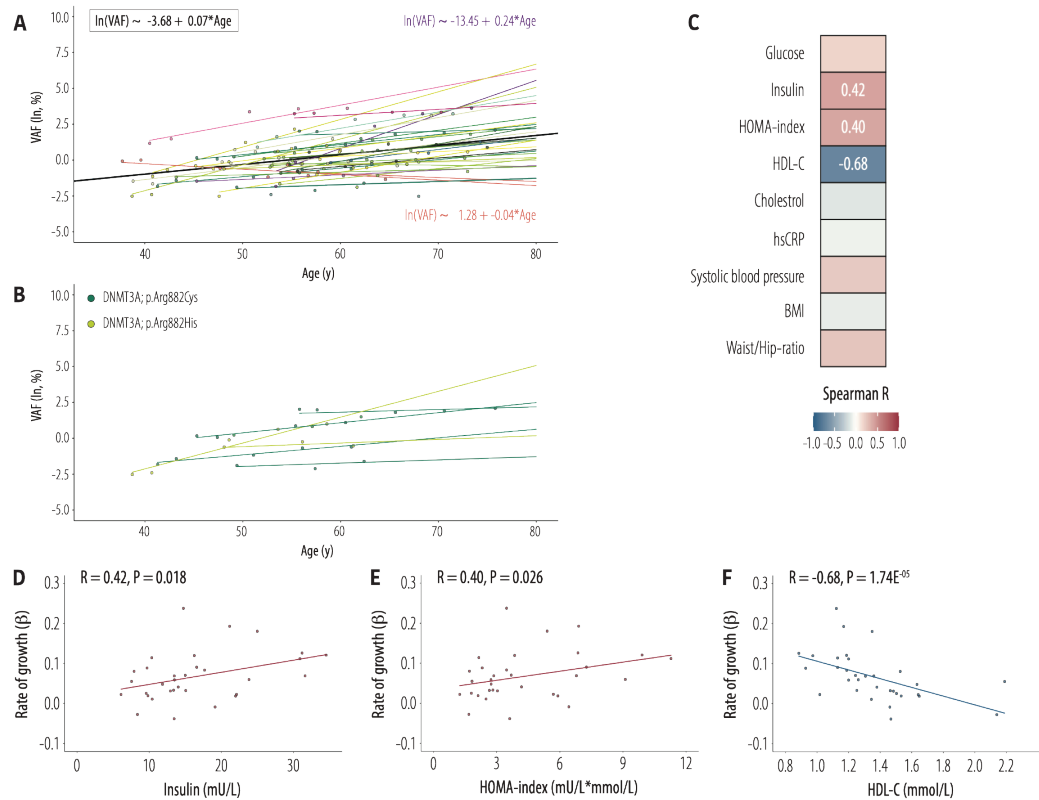 A
ln(VAF) ~ -3.68 + 0.07*Age
ln(VAF) ~ -13.45 + 0.24*Age
ln(VAF) ~ 1.28 + -0.04*Age
VAF (ln, %)
10.0
7.5
5.0
2.5
0.0
-2.5
-5.0
40 50 60 70 80
Age (y)
B
DNMT3A; p.Arg882Cys
DNMT3A; p.Arg882His
VAF (ln, %)
10.0
7.5
5.0
2.5
0.0
-2.5
-5.0
40 50 60 70 80
Age (y)
C
Glucose
Insulin 0.42
HOMA-index 0.40
HDL-C -0.68
Cholestrol
hsCRP
Systolic blood pressure
BMI
Waist/Hip-ratio
Spearman R
-1.0 -0.5 0.0 0.5 1.0
D
R = 0.42, P = 0.018
Rate of growth (β)
0.3
0.2
0.1
0.0
-0.1
0 10 20 30
Insulin (mU/L)
E
R = 0.40, P = 0.026
Rate of growth (β)
0.3
0.2
0.1
0.0
-0.1
0 3 6 9 12
HOMA-index (mU/L*mmol/L)
F
R = -0.68, P = 1.74E-05
Rate of growth (β)
0.3
0.2
0.1
0.0
-0.1
0.8 1.0 1.2 1.4 1.6 1.8 2.0 2.2
HDL-C (mmol/L)